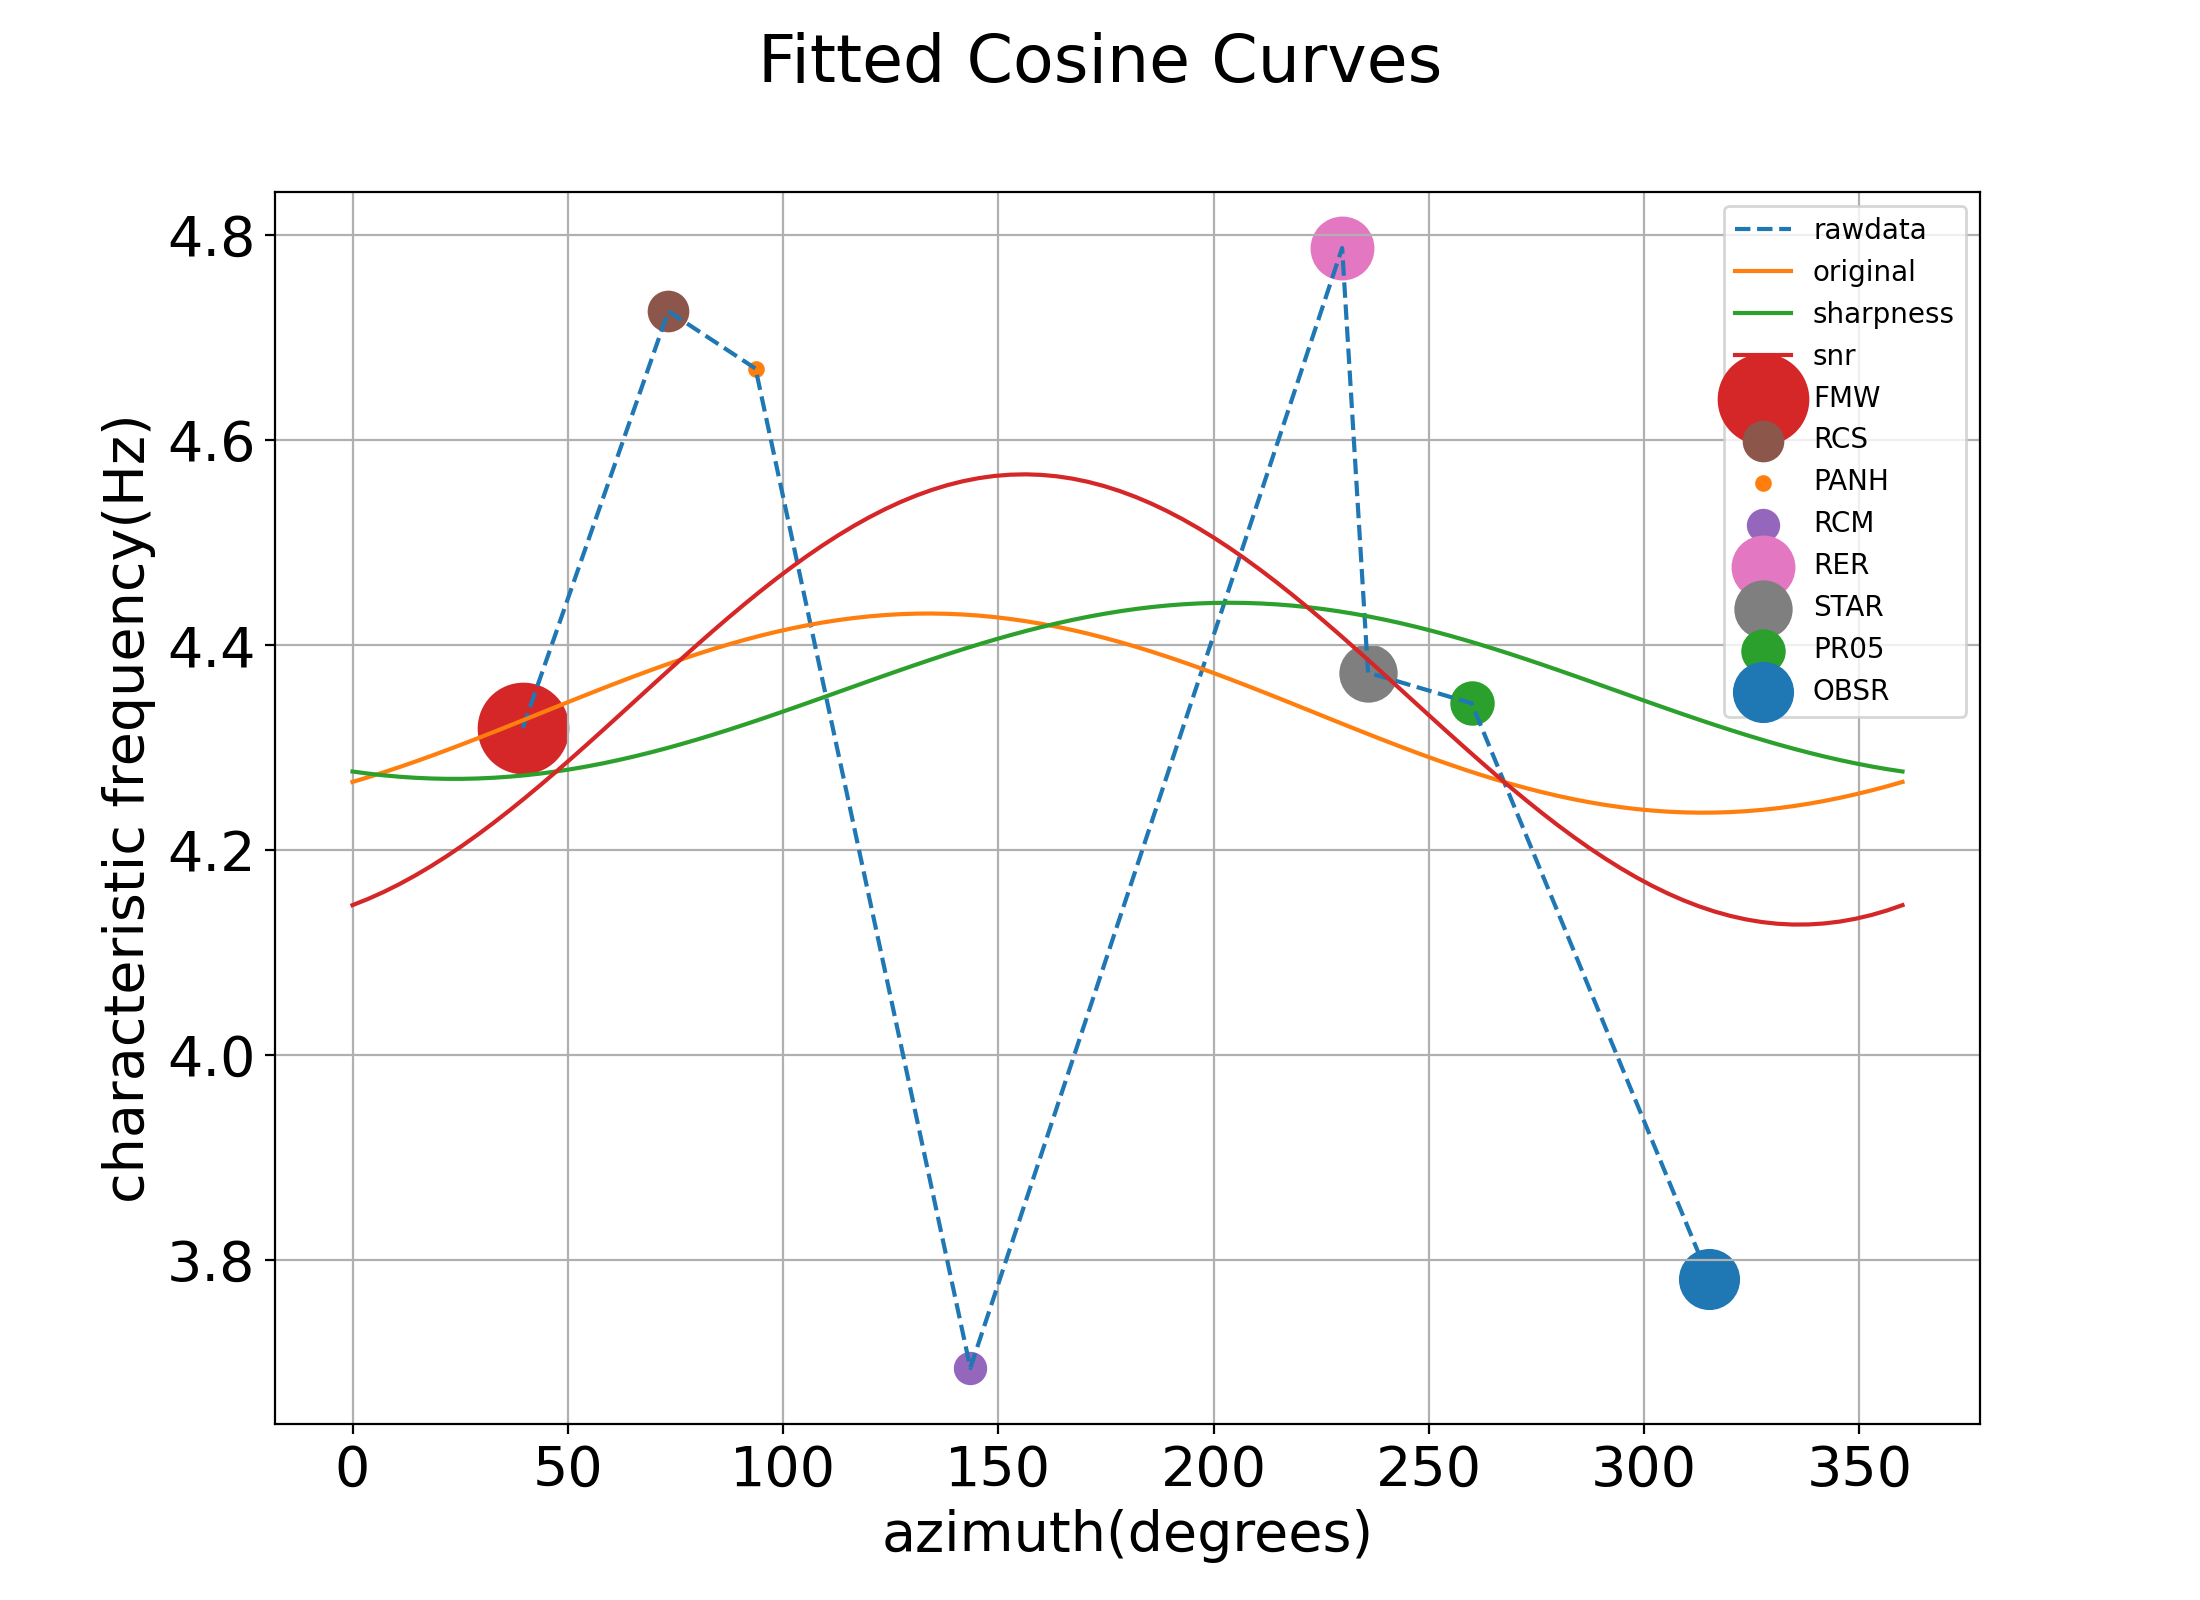 Fitted Cosine Curves
characteristic frequency(Hz)
4.8
4.6
4.4
4.2
4.0
3.8
rawdata
original
sharpness
snr
FMW
RCS
PANH
RCM
RER
STAR
PR05
OBSR
0 50 100 150 200 250 300 350
azimuth(degrees)